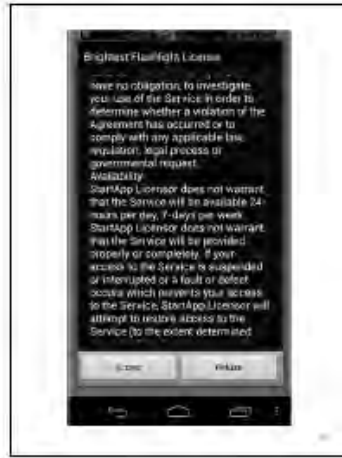 Brightest Flashlight License
have no obligation, to investigate
your use of the Service in order to
determine whether a violation of the
Agreement has occurred or to
comply with any applicable law,
regulation, legal process or
governmental request.
Availability
StartApp Licensor does not warrant
that the Service will be available 24-
hours per day, 7-days per week.
StartApp Licensor does not warrant
that the Service will be provided
properly or completely. If your
access to the Service is suspended
or interrupted or a fault or defect
occurs which prevents your access
to the Service, StartApp Licensor will
attempt to restore access to the
Service (to the extent determined
Accept
Refuse